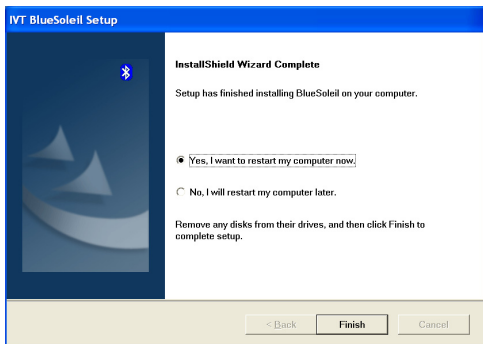 IVT BlueSoleil Setup
InstallShield Wizard Complete
Setup has finished installing BlueSoleil on your computer.
Yes, I want to restart my computer now.
No, I will restart my computer later.
Remove any disks from their drives, and then click Finish to
complete setup.
< Back Finish Cancel